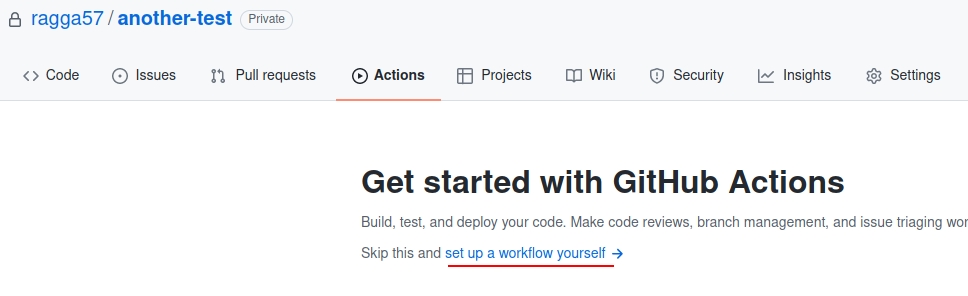 ragga57 / another-test Private
Code Issues Pull requests Actions Projects Wiki Security Insights Settings
Get started with GitHub Actions
Build, test, and deploy your code. Make code reviews, branch management, and issue triaging wor
Skip this and set up a workflow yourself →